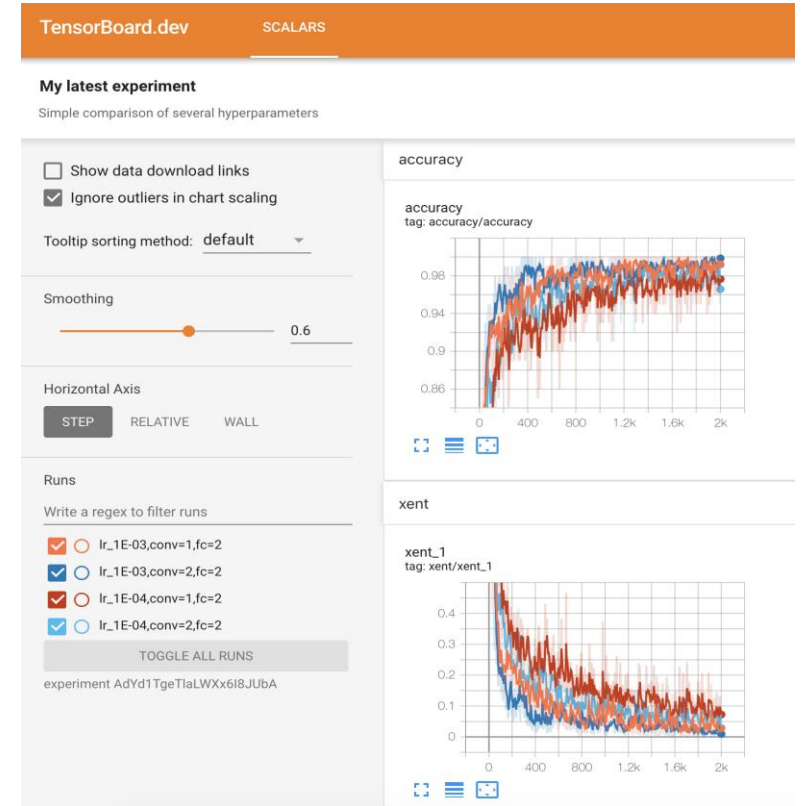 TensorBoard.dev SCALARS
My latest experiment
Simple comparison of several hyperparameters
Show data download links
Ignore outliers in chart scaling
Tooltip sorting method: default
Smoothing
0.6
Horizontal Axis
STEP RELATIVE WALL
Runs
Write a regex to filter runs
lr_1E-03,conv=1,fc=2
lr_1E-03,conv=2,fc=2
lr_1E-04,conv=1,fc=2
lr_1E-04,conv=2,fc=2
TOGGLE ALL RUNS
experiment AdYd1TgeTlaLWXx6I8JUbA
accuracy
accuracy
tag: accuracy/accuracy
0.98
0.94
0.9
0.86
0 400 800 1.2k 1.6k 2k
xent
xent_1
tag: xent/xent_1
0.4
0.3
0.2
0.1
0
0 400 800 1.2k 1.6k 2k